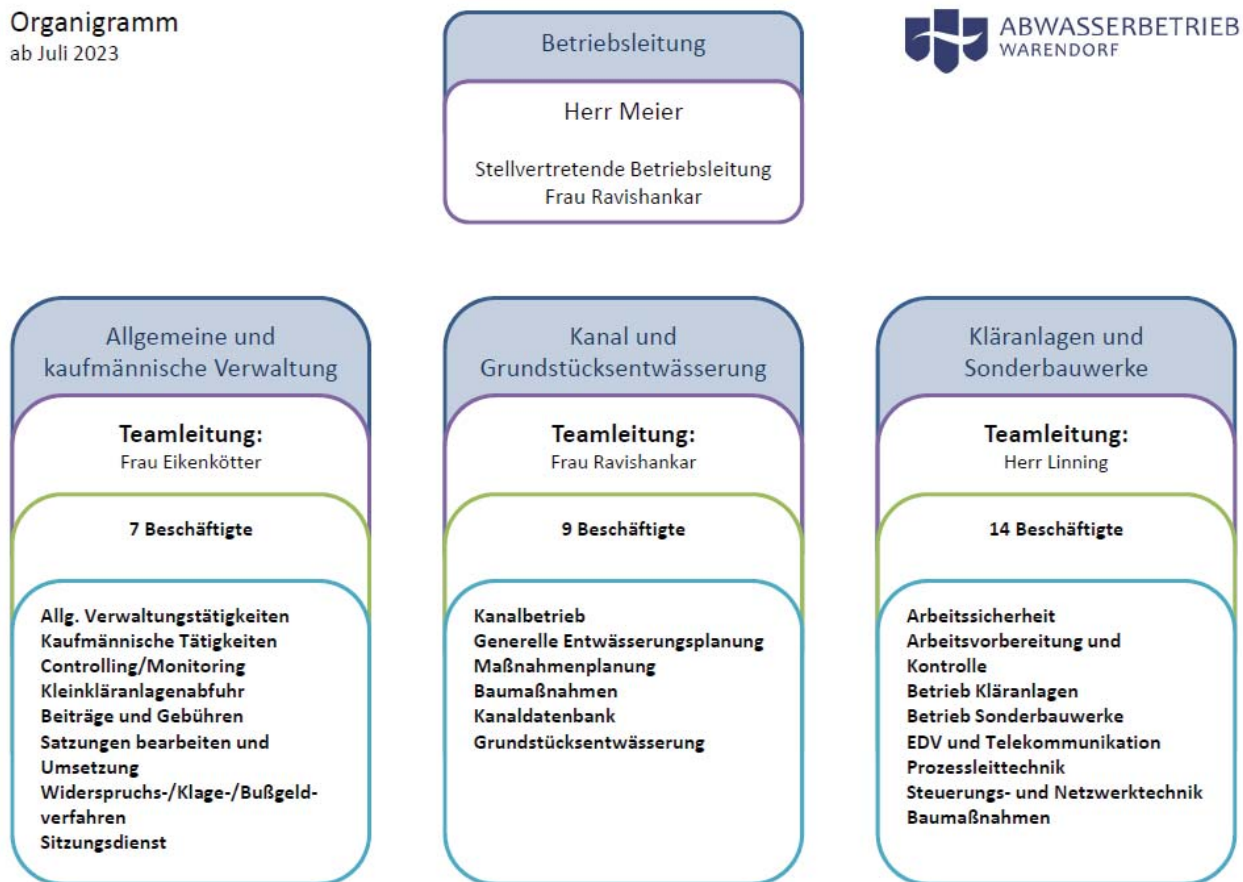 Organigramm
ab Juli 2023
ABWASSERBETRIEB
WARENDORF
Betriebsleitung
Herr Meier
Stellvertretende Betriebsleitung
Frau Ravishankar
Allgemeine und
kaufmännische Verwaltung
Teamleitung:
Frau Eikenkötter
7 Beschäftigte
Allg. Verwaltungstätigkeiten
Kaufmännische Tätigkeiten
Controlling/Monitoring
Kleinkläranlagenabfuhr
Beiträge und Gebühren
Satzungen bearbeiten und
Umsetzung
Widerspruchs-/Klage-/Bußgeld-
verfahren
Sitzungsdienst
Kanal und
Grundstücksentwässerung
Teamleitung:
Frau Ravishankar
9 Beschäftigte
Kanalbetrieb
Generelle Entwässerungsplanung
Maßnahmenplanung
Baumaßnahmen
Kanaldatenbank
Grundstücksentwässerung
Kläranlagen und
Sonderbauwerke
Teamleitung:
Herr Linning
14 Beschäftigte
Arbeitssicherheit
Arbeitsvorbereitung und
Kontrolle
Betrieb Kläranlagen
Betrieb Sonderbauwerke
EDV und Telekommunikation
Prozessleittechnik
Steuerungs- und Netzwerktechnik
Baumaßnahmen